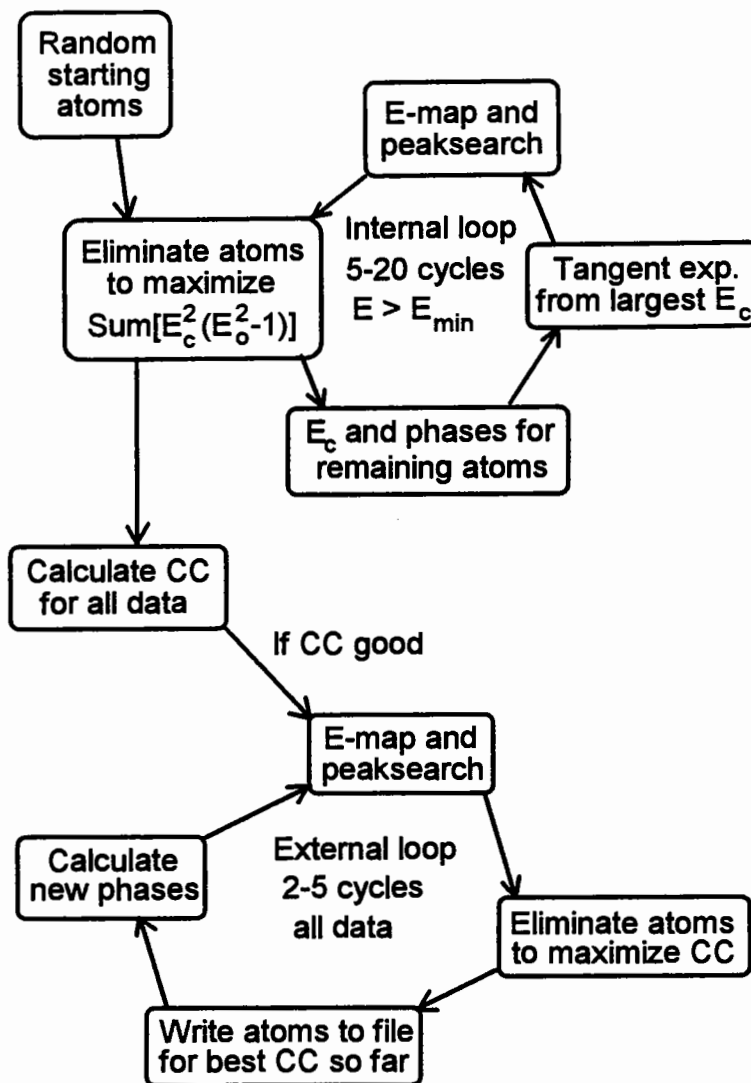 Random
starting
atoms
E-map and
peaksearch
Eliminate atoms
to maximize
Sum[E_c^2(E_o^2-1)]
Internal loop
5-20 cycles
E > E_min
Tangent exp.
from largest E_c
E_c and phases for
remaining atoms
Calculate CC
for all data
If CC good
E-map and
peaksearch
Calculate
new phases
External loop
2-5 cycles
all data
Eliminate atoms
to maximize CC
Write atoms to file
for best CC so far